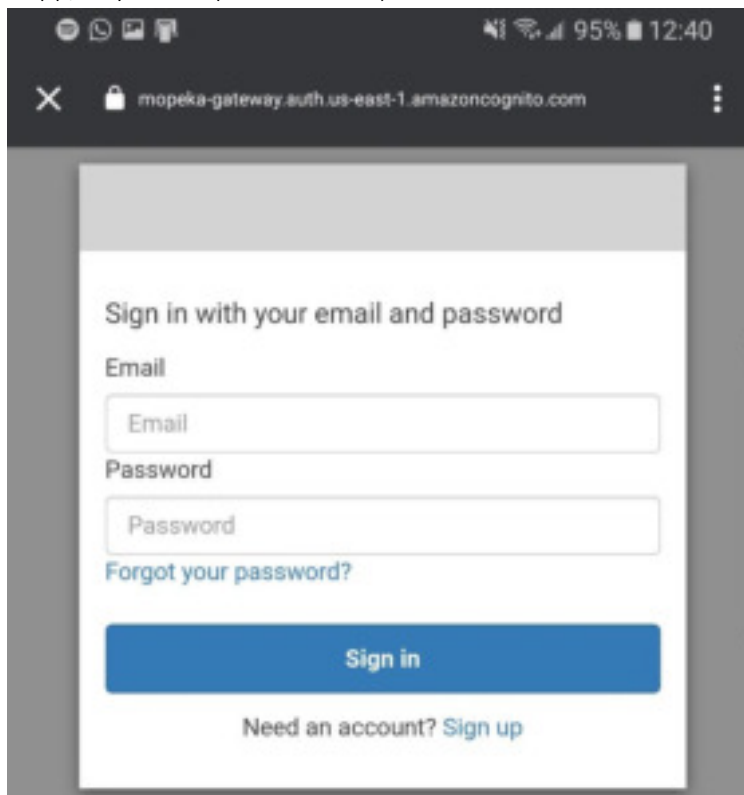 95% 12:40
mopeka-gateway.auth.us-east-1.amazoncognito.com
Sign in with your email and password
Email
Email
Password
Password
Forgot your password?
Sign in
Need an account? Sign up